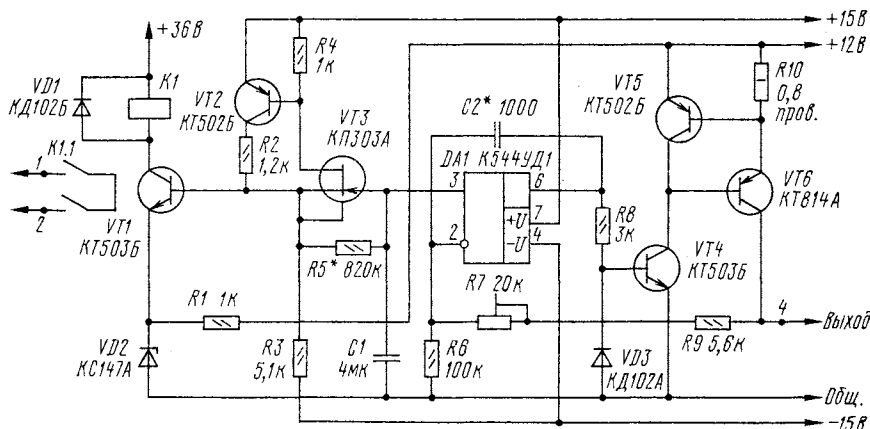 +36В
VD1
КД102Б
K1
K1.1
1
2
VT1
КТ503Б
R1 1к
VD2
КС147А
VT2
КТ502Б
R2
1,2к
R4
1к
VT3
КП303А
R5* 820к
R3
5,1к
C1
4мк
C2* 1000
DA1 К544УД1
3
2
6
7
4
+U
-U
R7 20к
R6
100к
R8
3к
VD3
КД102А
VT4
КТ503Б
VT5
КТ502Б
R10
0,8
пров.
VT6
КТ814А
R9 5,6к
4
+15В
+12В
Выход
Общ.
-15В